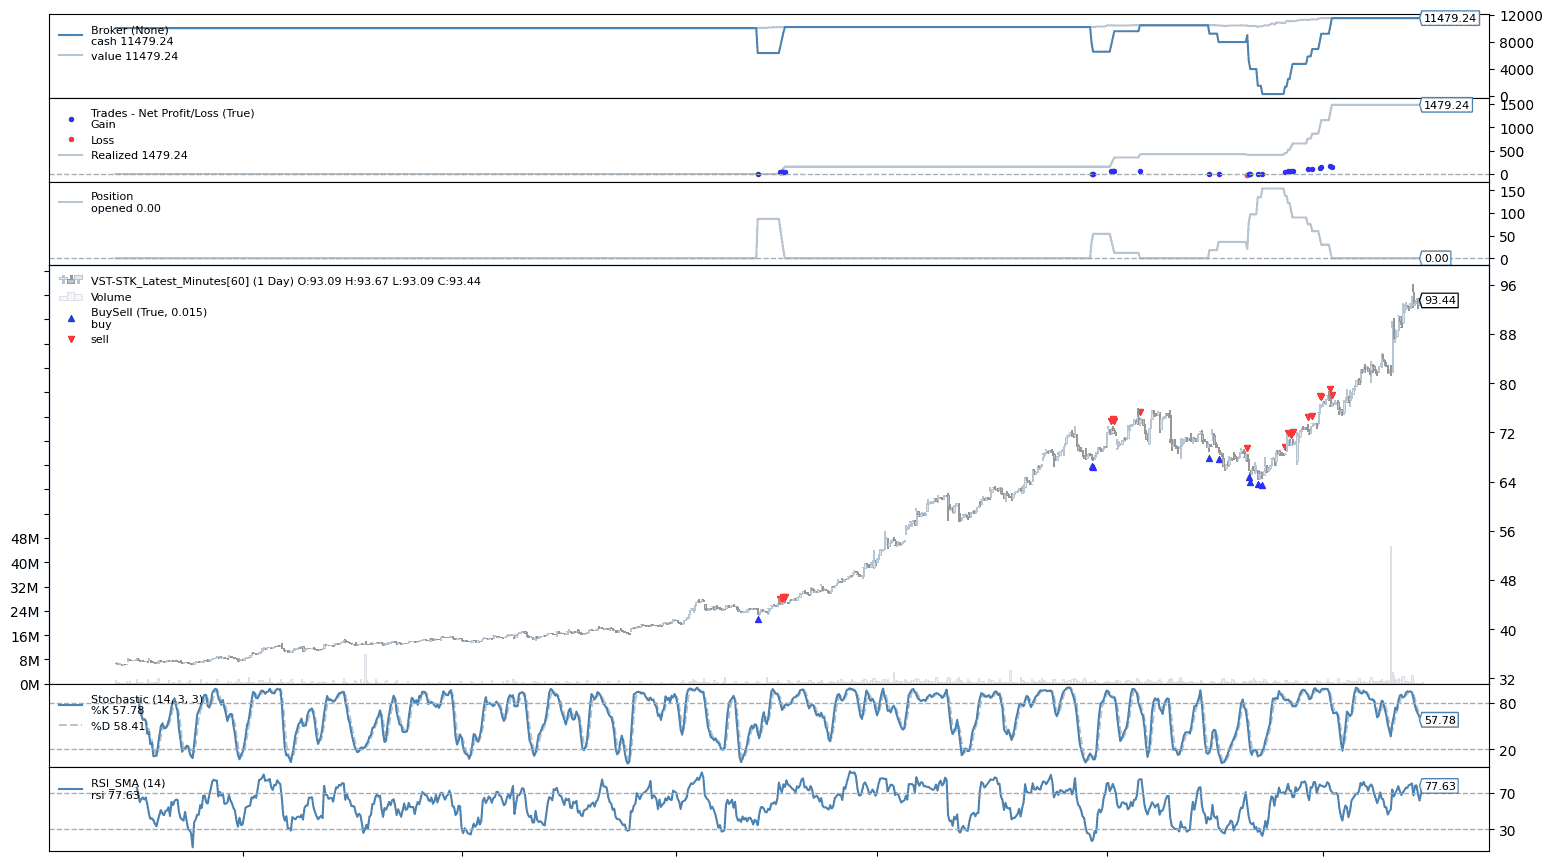 Broker (None)
cash 11479.24
value 11479.24
11479.24
12000
8000
4000
0
Trades - Net Profit/Loss (True)
Gain
Loss
Realized 1479.24
1479.24
1500
1000
500
0
Position
opened 0.00
150
100
50
0
0.00
VST-STK_Latest_Minutes[60] (1 Day) O:93.09 H:93.67 L:93.09 C:93.44
Volume
BuySell (True, 0.015)
buy
sell
96
93.44
88
80
72
64
56
48
40
32
48M
40M
32M
24M
16M
8M
0M
Stochastic (14, 3, 3)
%K 57.78
%D 58.41
80
57.78
20
RSI_SMA (14)
rsi 77.63
77.63
70
30